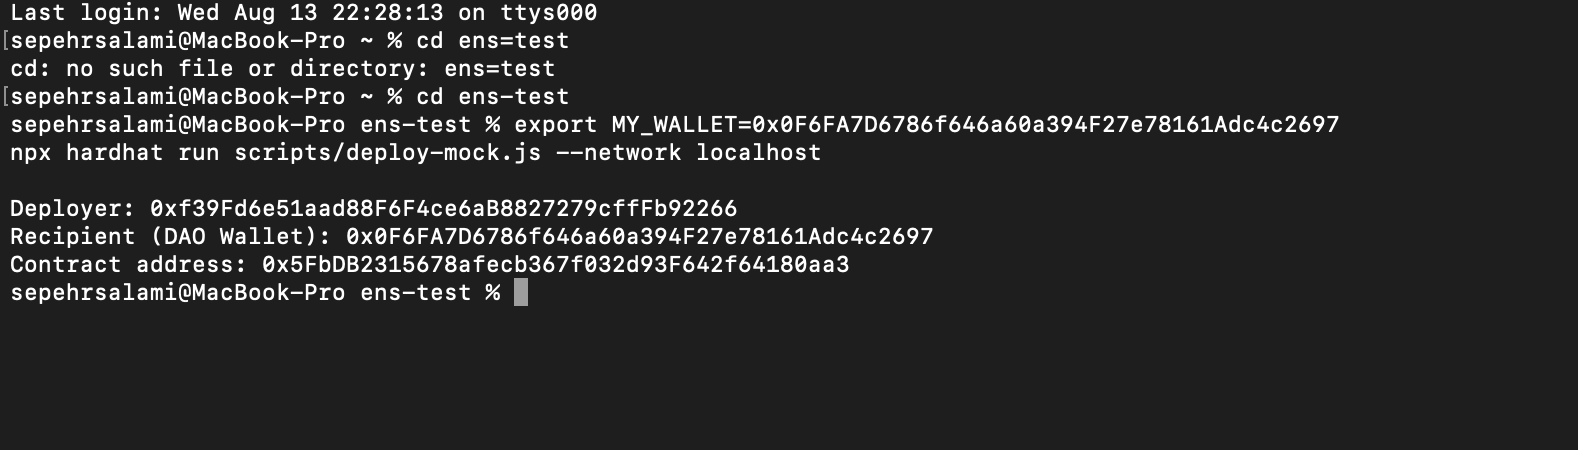 Last login: Wed Aug 13 22:28:13 on ttys000
[sepehrsalami@MacBook-Pro ~ % cd ens=test
cd: no such file or directory: ens=test
[sepehrsalami@MacBook-Pro ~ % cd ens-test
sepehrsalami@MacBook-Pro ens-test % export MY_WALLET=0x0F6FA7D6786f646a60a394F27e78161Adc4c2697
npx hardhat run scripts/deploy-mock.js --network localhost
Deployer: 0xf39Fd6e51aad88F6F4ce6aB8827279cffFb92266
Recipient (DAO Wallet): 0x0F6FA7D6786f646a60a394F27e78161Adc4c2697
Contract address: 0x5FbDB2315678afecb367f032d93F642f64180aa3
sepehrsalami@MacBook-Pro ens-test %